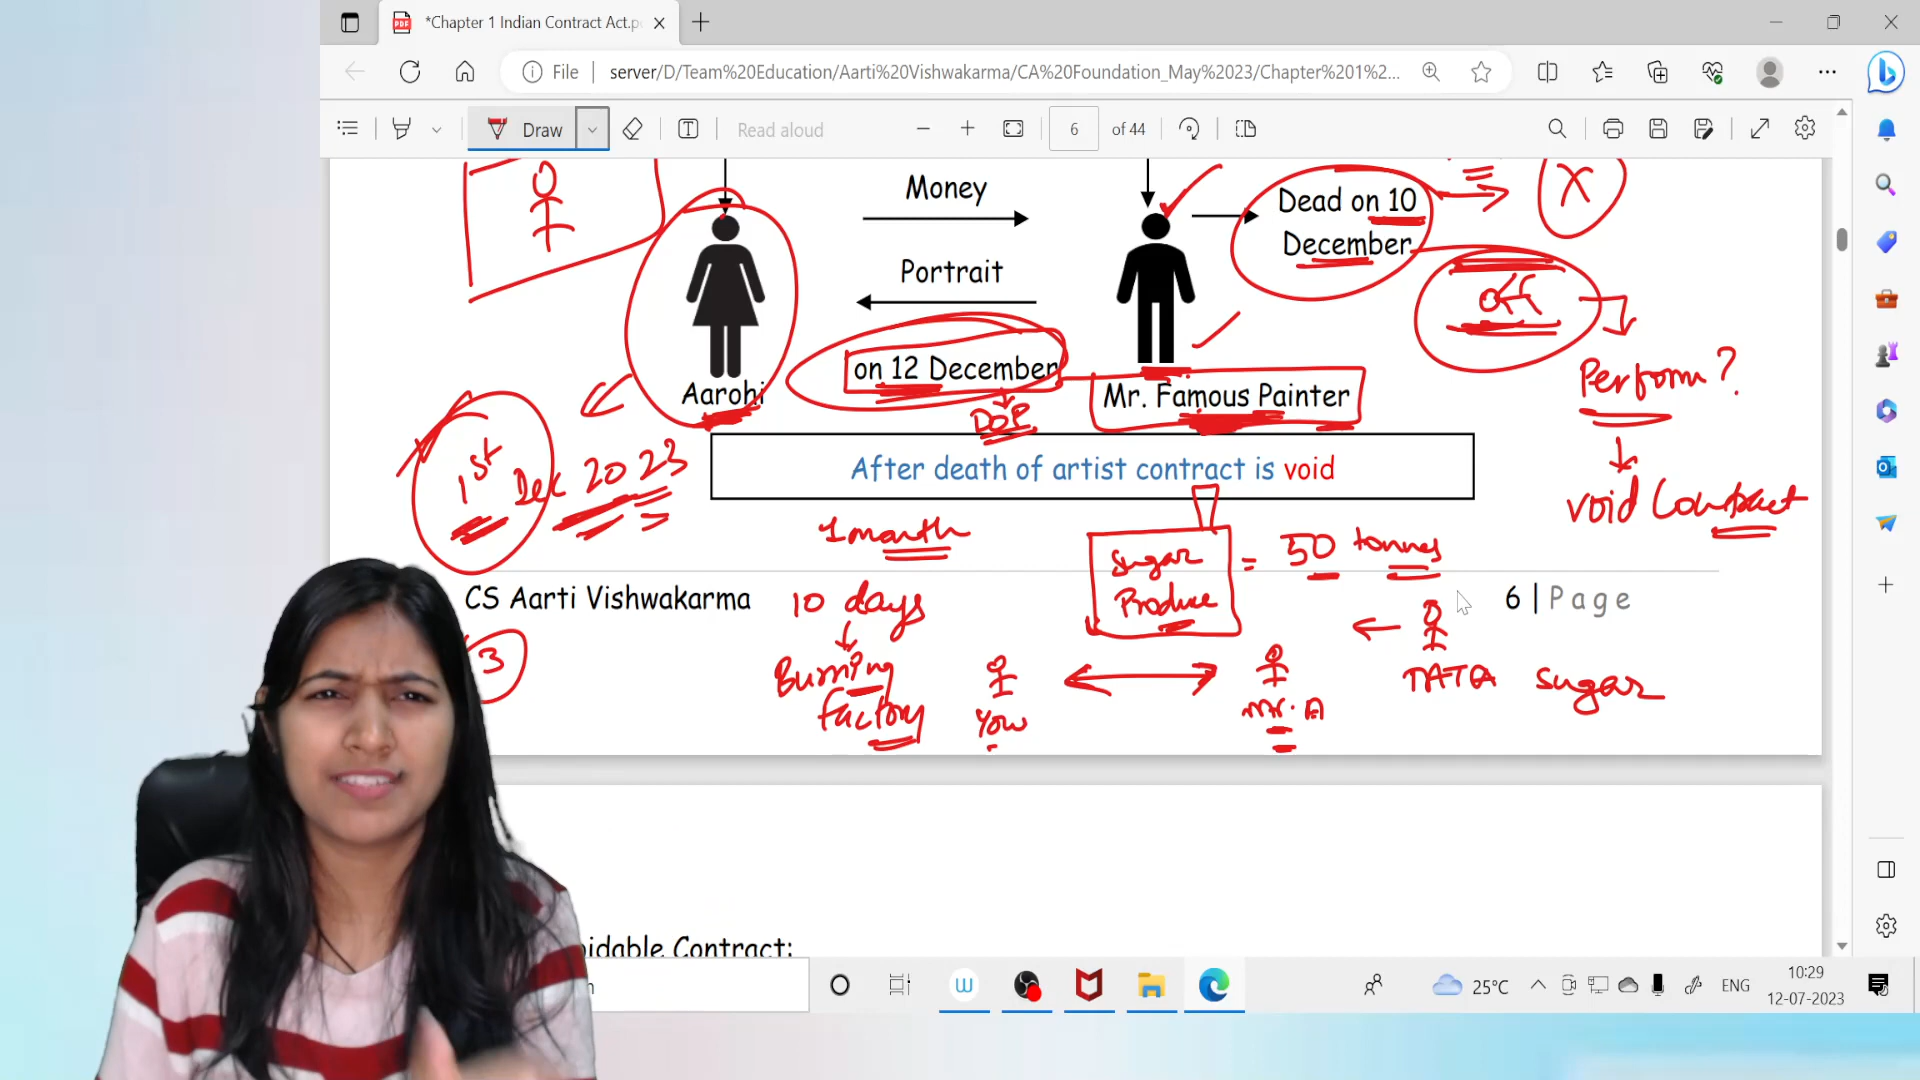 *Chapter 1 Indian Contract Act.p
File
server/D/Team%20Education/Aarti%20Vishwakarma/CA%20Foundation_May%2023/Chapter%201%2...
Draw
Read aloud
6
of 44
Money
Dead on 10
December
X
Portrait
off
Perform?
on 12 December
Aarohi
DOP
Mr. Famous Painter
1st Dec 2023
After death of artist contract is void
void Contract
1 month
Sugar
Produce
= 50 tonnes
CS Aarti Vishwakarma
10 days
6 | Page
3
Burning
factory
You
Mr. A
TATA Sugar
idable Contract:
25°C
ENG
10:29
12-07-2023